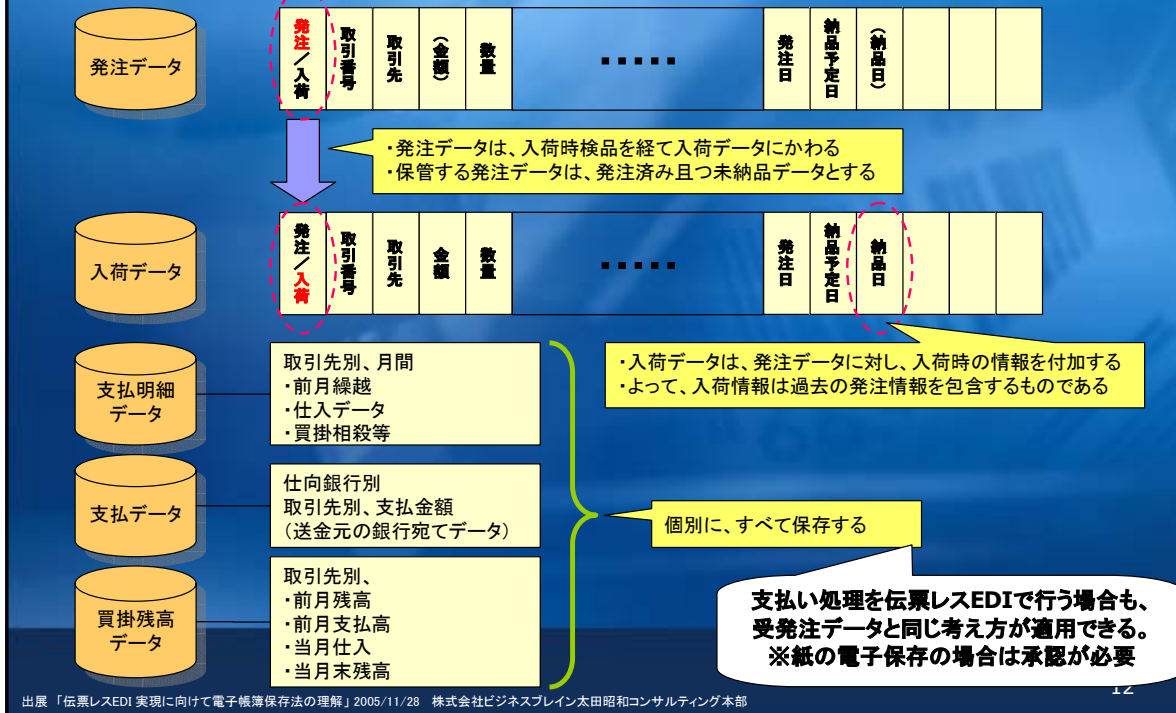 発注データ
発注/入荷
取引番号
取引先
(金額)
数量
▪▪▪▪▪
発注日
納品予定日
(納品日)
・発注データは、入荷時検品を経て入荷データにかわる
・保管する発注データは、発注済み且つ未納品データとする
入荷データ
発注/入荷
取引番号
取引先
金額
数量
▪▪▪▪▪
発注日
納品予定日
納品日
・入荷データは、発注データに対し、入荷時の情報を付加する
・よって、入荷情報は過去の発注情報を包含するものである
支払明細
データ
取引先別、月間
・前月繰越
・仕入データ
・買掛相殺等
支払データ
仕向銀行別
取引先別、支払金額
(送金元の銀行宛てデータ)
個別に、すべて保存する
買掛残高
データ
取引先別、
・前月残高
・前月支払高
・当月仕入
・当月末残高
支払い処理を伝票レスEDIで行う場合も、
受発注データと同じ考え方が適用できる。
※紙の電子保存の場合は承認が必要
12
出展 「伝票レスEDI 実現に向けて電子帳簿保存法の理解」2005/11/28 株式会社ビジネスブレイン太田昭和コンサルティング本部